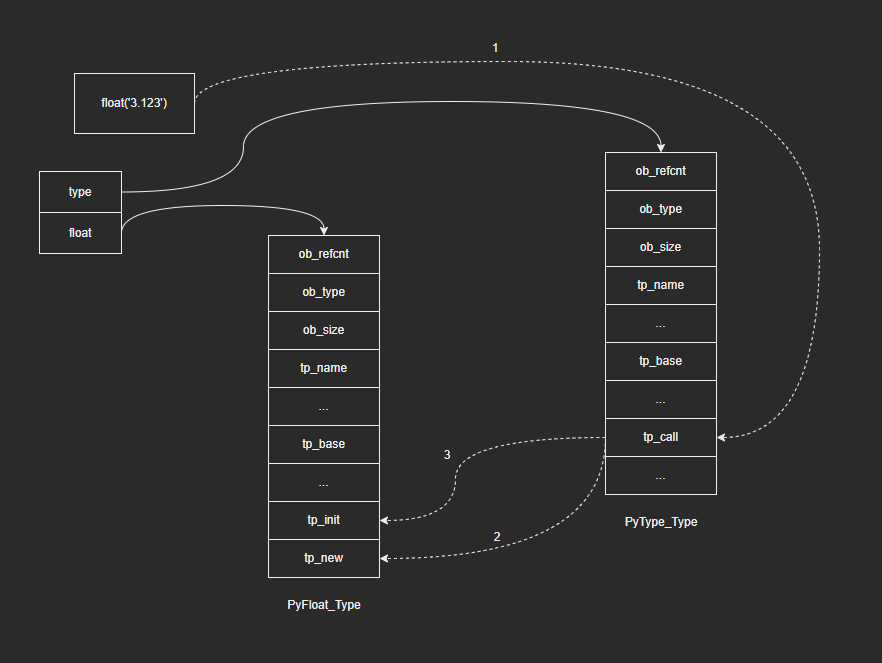 1
float('3.123')
type
float
ob_refcnt
ob_type
ob_size
tp_name
...
tp_base
...
tp_init
tp_new
PyFloat_Type
3
2
ob_refcnt
ob_type
ob_size
tp_name
...
tp_base
...
tp_call
...
PyType_Type